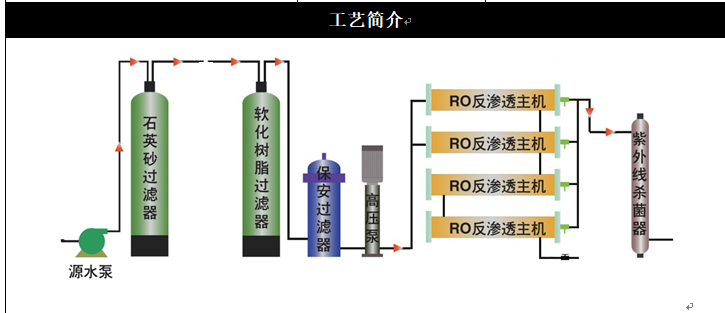 工艺简介
石英砂过滤器
软化树脂过滤器
保安过滤器
高压泵
RO反渗透主机
RO反渗透主机
RO反渗透主机
RO反渗透主机
紫外线杀菌器
源水泵